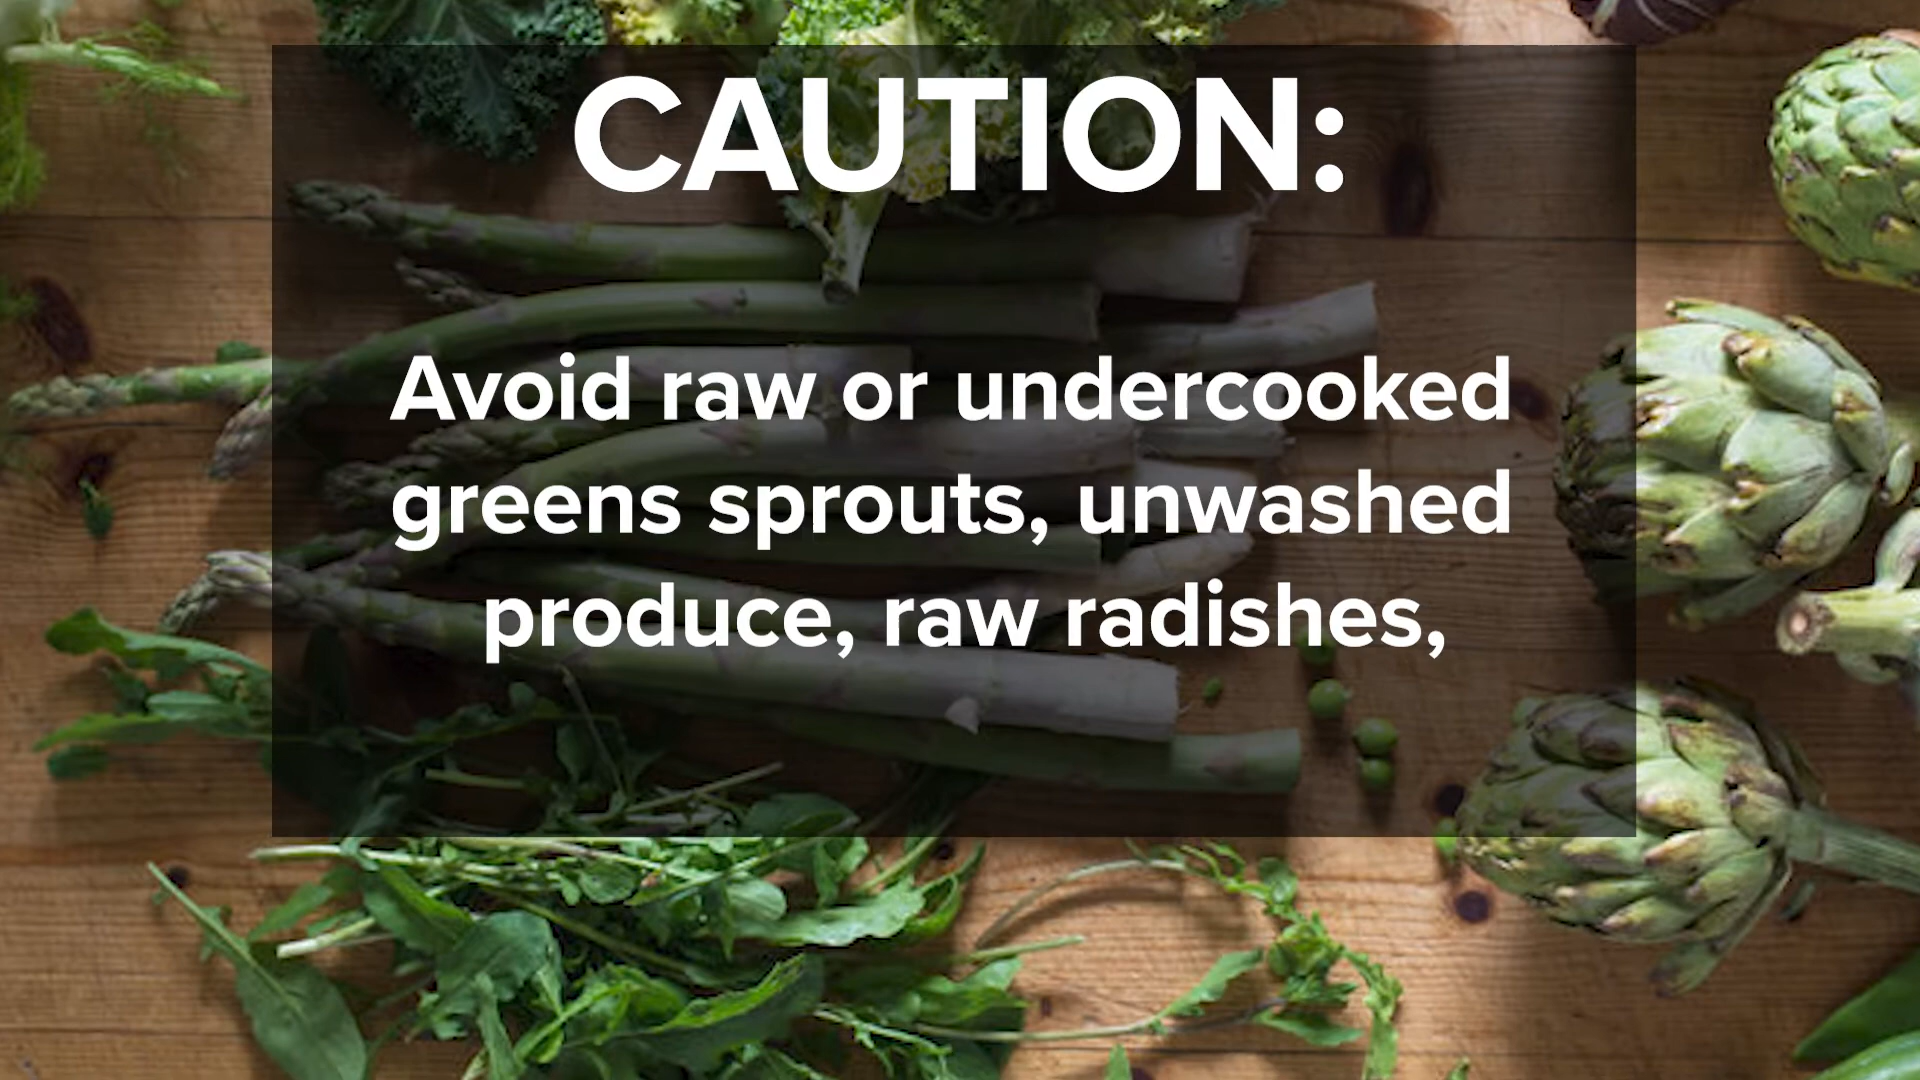 CAUTION:
Avoid raw or undercooked
greens sprouts, unwashed
produce, raw radishes,